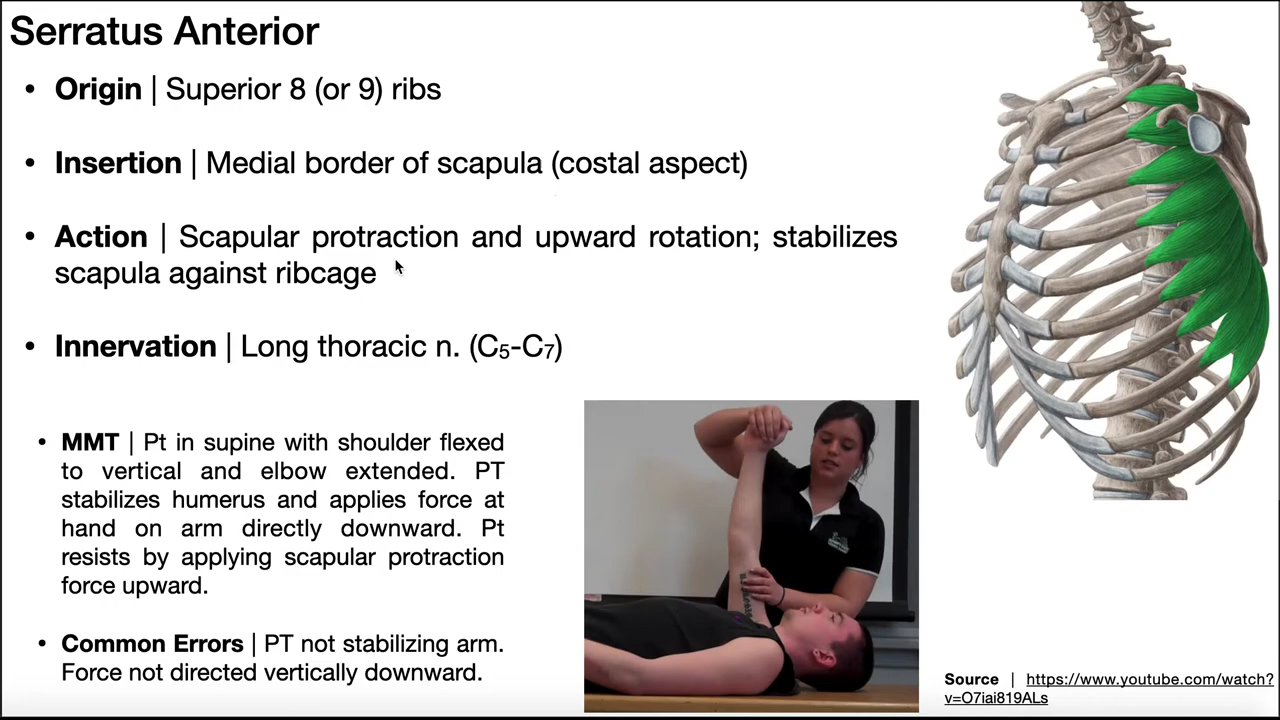 Serratus Anterior
• Origin | Superior 8 (or 9) ribs
• Insertion | Medial border of scapula (costal aspect)
• Action | Scapular protraction and upward rotation; stabilizes
scapula against ribcage
• Innervation | Long thoracic n. (C5-C7)
• MMT | Pt in supine with shoulder flexed
to vertical and elbow extended. PT
stabilizes humerus and applies force at
hand on arm directly downward. Pt
resists by applying scapular protraction
force upward.
• Common Errors | PT not stabilizing arm.
Force not directed vertically downward.
Source | https://www.youtube.com/watch?
v=O7iai819ALs